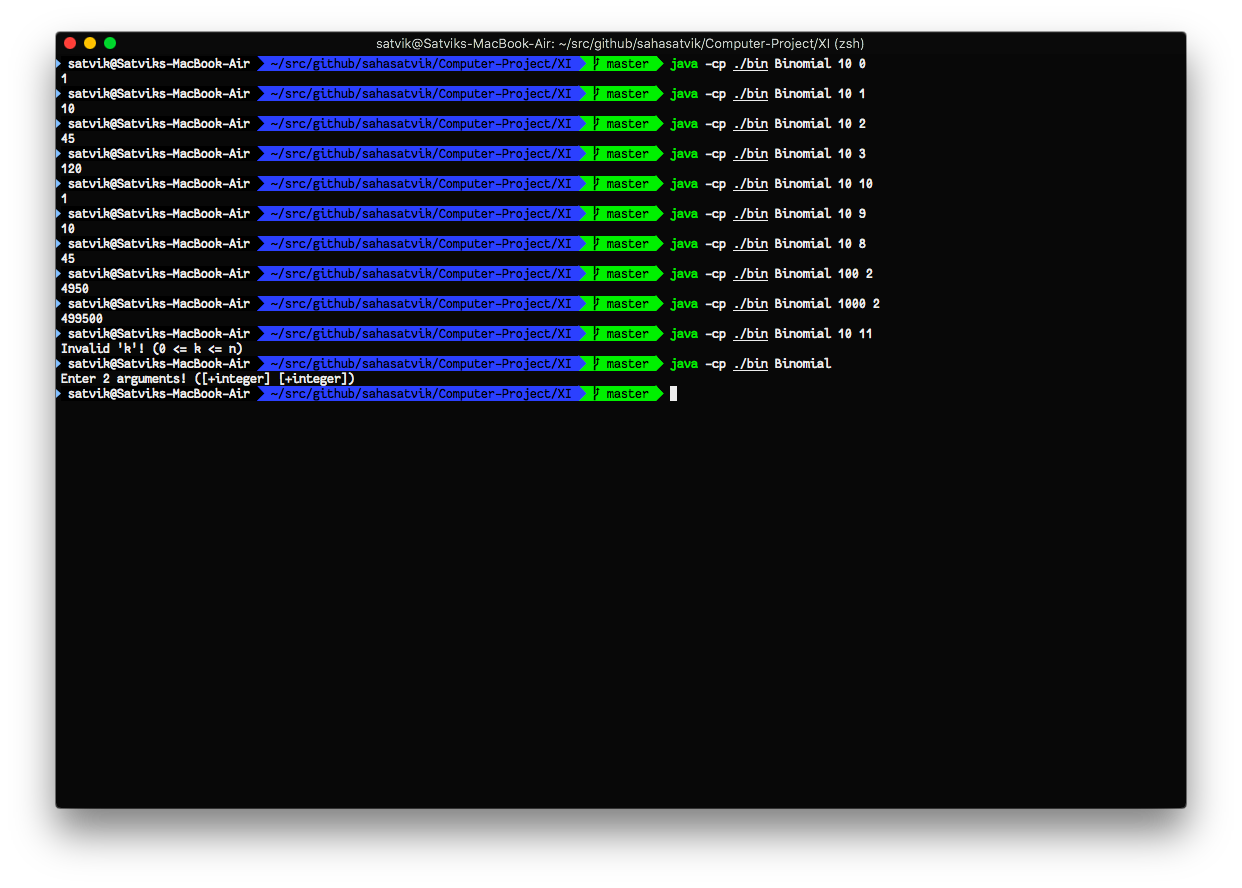 satvik@Satviks-MacBook-Air: ~/src/github/sahasatvik/Computer-Project/XI (zsh)
satvik@Satviks-MacBook-Air ~/src/github/sahasatvik/Computer-Project/XI master java -cp ./bin Binomial 10 0
1
satvik@Satviks-MacBook-Air ~/src/github/sahasatvik/Computer-Project/XI master java -cp ./bin Binomial 10 1
10
satvik@Satviks-MacBook-Air ~/src/github/sahasatvik/Computer-Project/XI master java -cp ./bin Binomial 10 2
45
satvik@Satviks-MacBook-Air ~/src/github/sahasatvik/Computer-Project/XI master java -cp ./bin Binomial 10 3
120
satvik@Satviks-MacBook-Air ~/src/github/sahasatvik/Computer-Project/XI master java -cp ./bin Binomial 10 10
1
satvik@Satviks-MacBook-Air ~/src/github/sahasatvik/Computer-Project/XI master java -cp ./bin Binomial 10 9
10
satvik@Satviks-MacBook-Air ~/src/github/sahasatvik/Computer-Project/XI master java -cp ./bin Binomial 10 8
45
satvik@Satviks-MacBook-Air ~/src/github/sahasatvik/Computer-Project/XI master java -cp ./bin Binomial 100 2
4950
satvik@Satviks-MacBook-Air ~/src/github/sahasatvik/Computer-Project/XI master java -cp ./bin Binomial 1000 2
499500
satvik@Satviks-MacBook-Air ~/src/github/sahasatvik/Computer-Project/XI master java -cp ./bin Binomial 10 11
Invalid 'k'! (0 <= k <= n)
satvik@Satviks-MacBook-Air ~/src/github/sahasatvik/Computer-Project/XI master java -cp ./bin Binomial
Enter 2 arguments! ([+integer] [+integer])
satvik@Satviks-MacBook-Air ~/src/github/sahasatvik/Computer-Project/XI master